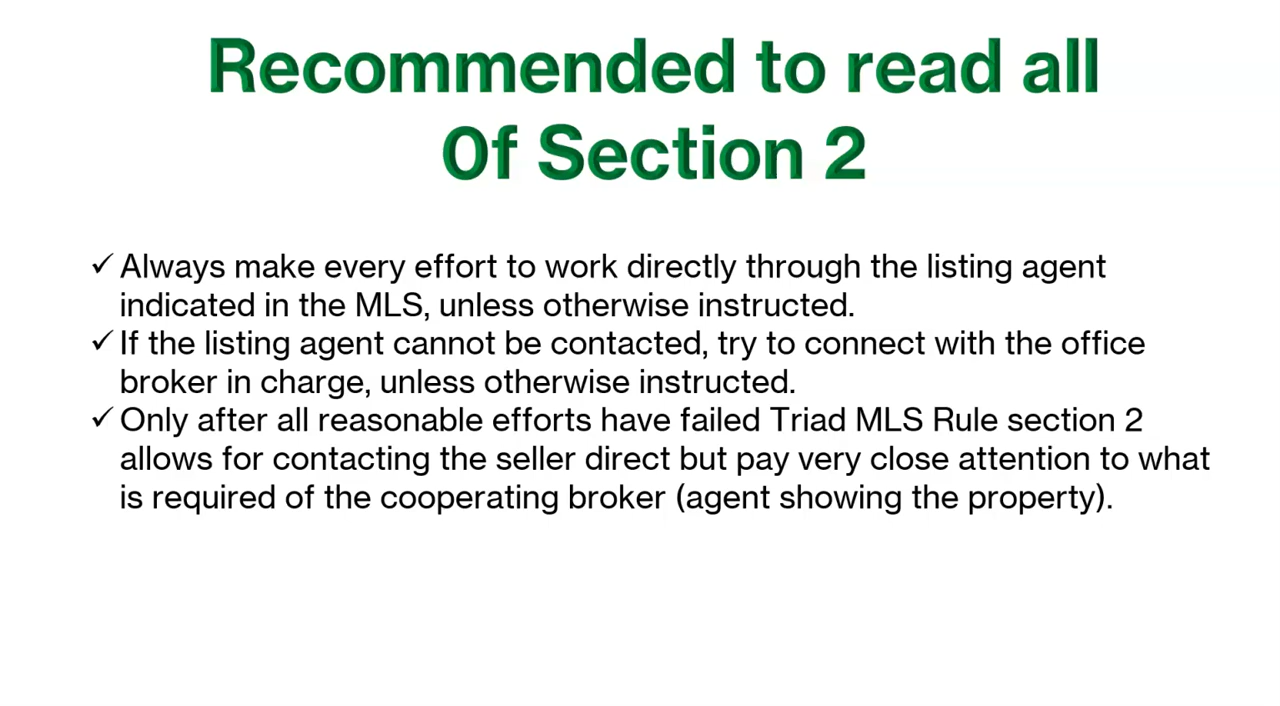 Recommended to read all
0f Section 2
✓ Always make every effort to work directly through the listing agent
indicated in the MLS, unless otherwise instructed.
✓ If the listing agent cannot be contacted, try to connect with the office
broker in charge, unless otherwise instructed.
✓ Only after all reasonable efforts have failed Triad MLS Rule section 2
allows for contacting the seller direct but pay very close attention to what
is required of the cooperating broker (agent showing the property).